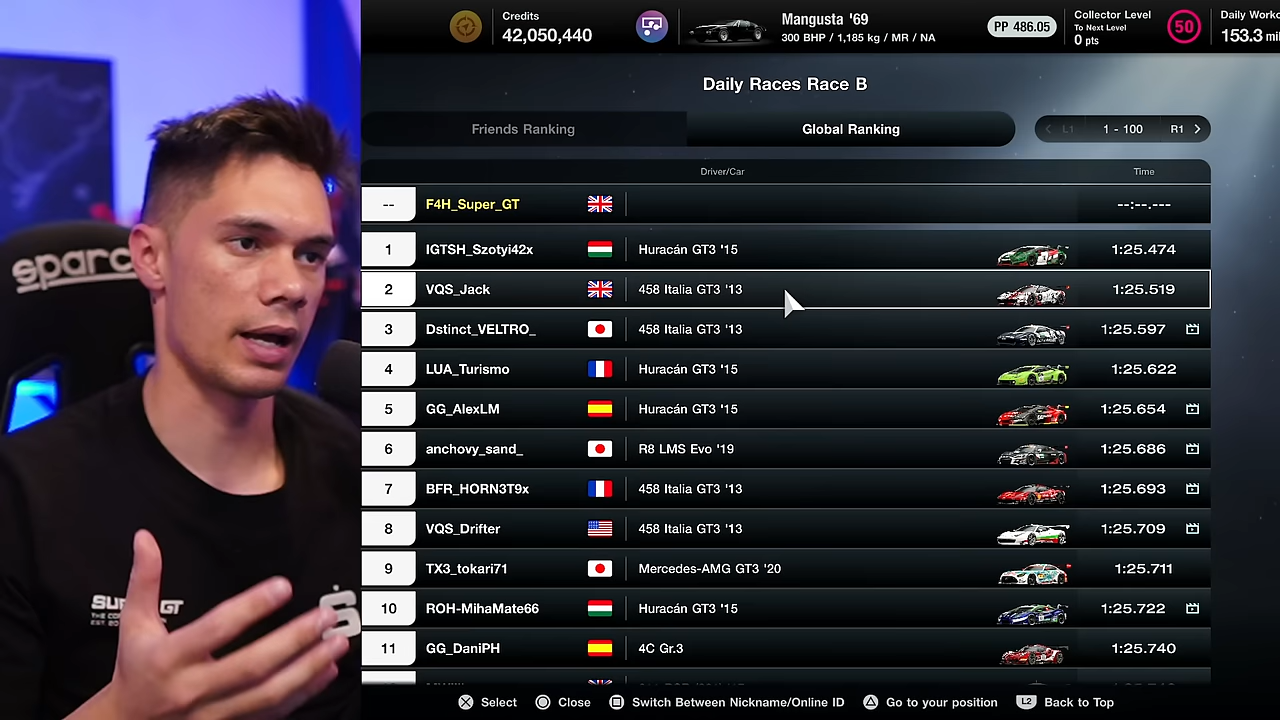 Credits
42,050,440
Mangusta '69
300 BHP / 1,185 kg / MR / NA
PP 486.05
Collector Level
To Next Level
0 pts
50
Daily Worko
153.3 mil
Daily Races Race B
Friends Ranking
Global Ranking
L1
1 - 100
R1
Driver/Car
Time
-- F4H_Super_GT --:--.---
1 IGTSH_Szotyi42x Huracán GT3 '15 1:25.474
2 VQS_Jack 458 Italia GT3 '13 1:25.519
3 Dstinct_VELTRO_ 458 Italia GT3 '13 1:25.597
4 LUA_Turismo Huracán GT3 '15 1:25.622
5 GG_AlexLM Huracán GT3 '15 1:25.654
6 anchovy_sand_ R8 LMS Evo '19 1:25.686
7 BFR_HORN3T9x 458 Italia GT3 '13 1:25.693
8 VQS_Drifter 458 Italia GT3 '13 1:25.709
9 TX3_tokari71 Mercedes-AMG GT3 '20 1:25.711
10 ROH-MihaMate66 Huracán GT3 '15 1:25.722
11 GG_DaniPH 4C Gr.3 1:25.740
Select
Close
Switch Between Nickname/Online ID
Go to your position
L2
Back to Top
sparc